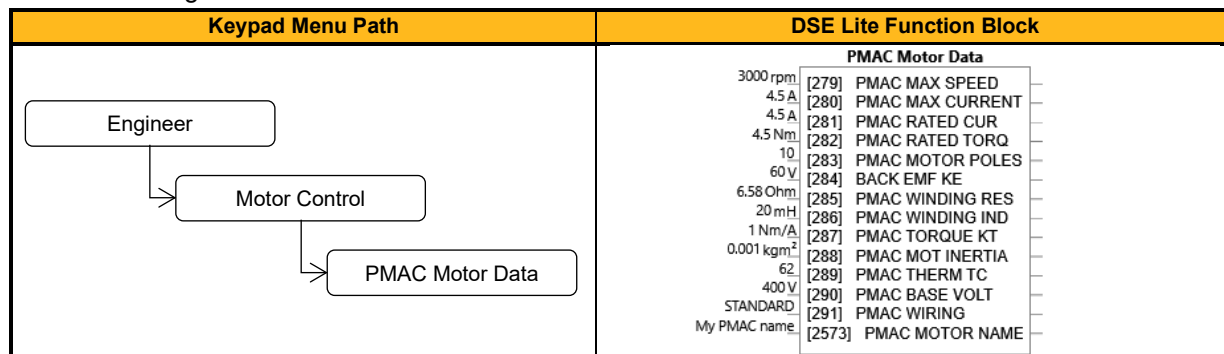 Keypad Menu Path
DSE Lite Function Block
Engineer
Motor Control
PMAC Motor Data
PMAC Motor Data
3000 rpm [279] PMAC MAX SPEED
4.5 A [280] PMAC MAX CURRENT
4.5 A [281] PMAC RATED CUR
4.5 Nm [282] PMAC RATED TORQ
10 [283] PMAC MOTOR POLES
60 V [284] BACK EMF KE
6.58 Ohm [285] PMAC WINDING RES
20 mH [286] PMAC WINDING IND
1 Nm/A [287] PMAC TORQUE KT
0.001 kgm² [288] PMAC MOT INERTIA
62 [289] PMAC THERM TC
400 V [290] PMAC BASE VOLT
STANDARD [291] PMAC WIRING
My PMAC name [2573] PMAC MOTOR NAME